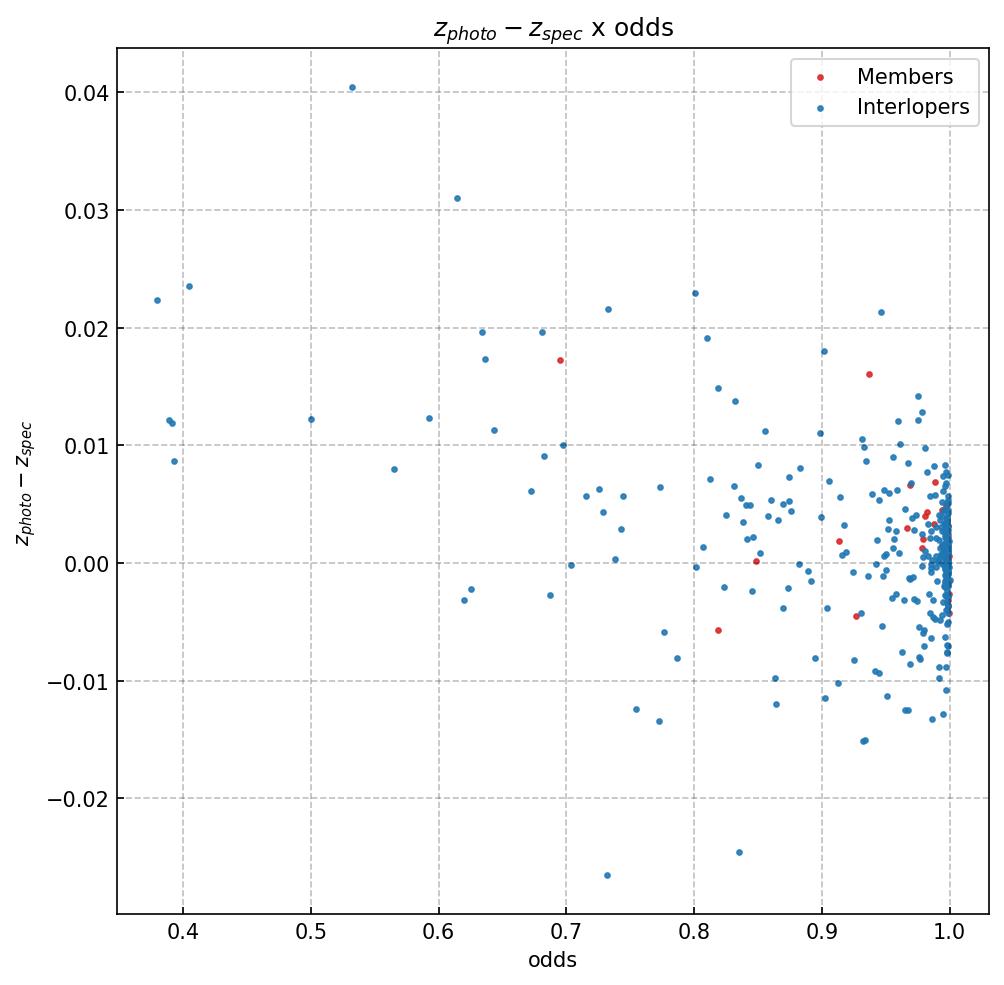 z_photo − z_spec x odds
Members
Interlopers
0.04
0.03
0.02
0.01
0.00
−0.01
−0.02
z_photo − z_spec
0.4 0.5 0.6 0.7 0.8 0.9 1.0
odds